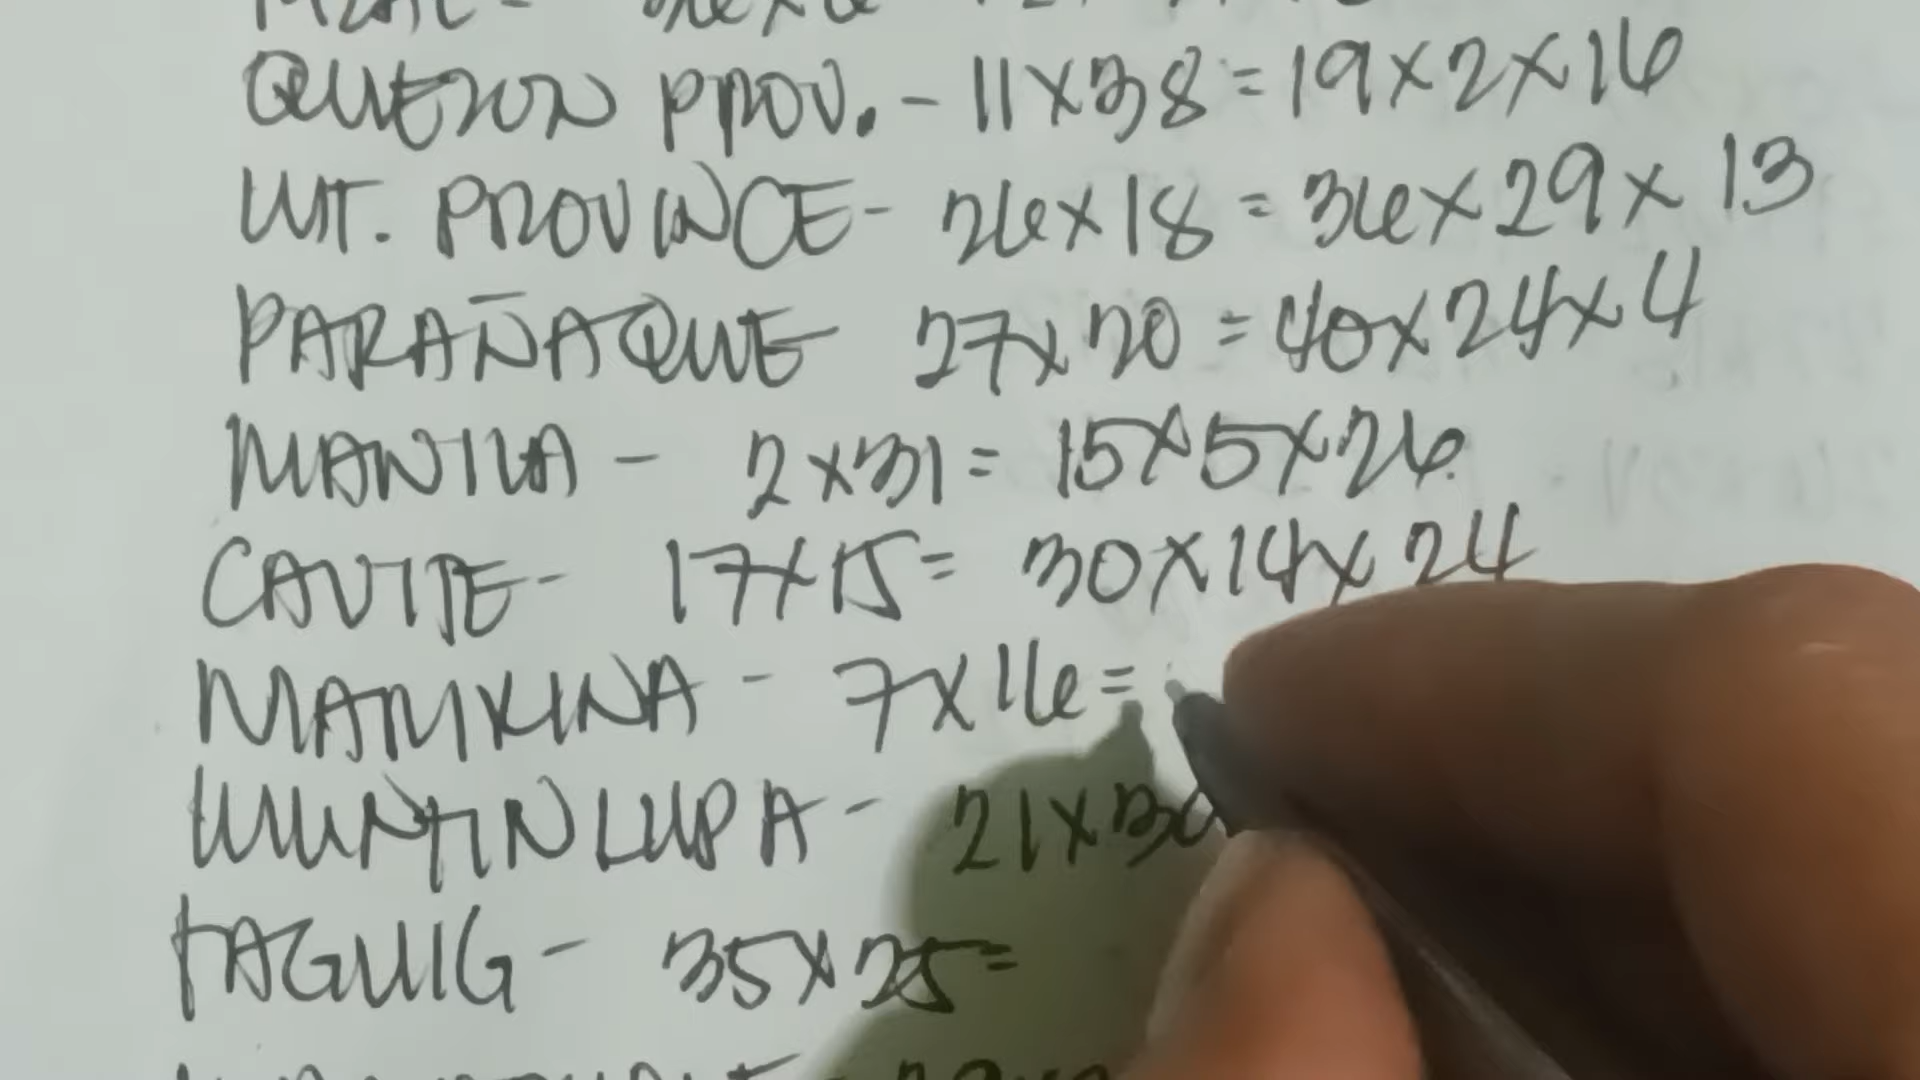 QUEZON PROV. - 11X38 = 19X2X16
MT. PROVINCE - 26X18 = 36X29X13
PARAÑAQUE 27X20 = 40X24X4
MANILA - 2X31 = 15X5X26
CAVITE - 17X15 = 30X14X24
MARIKINA - 7X16 =
MUNTINLUPA - 21X
TAGUIG - 35X25 =